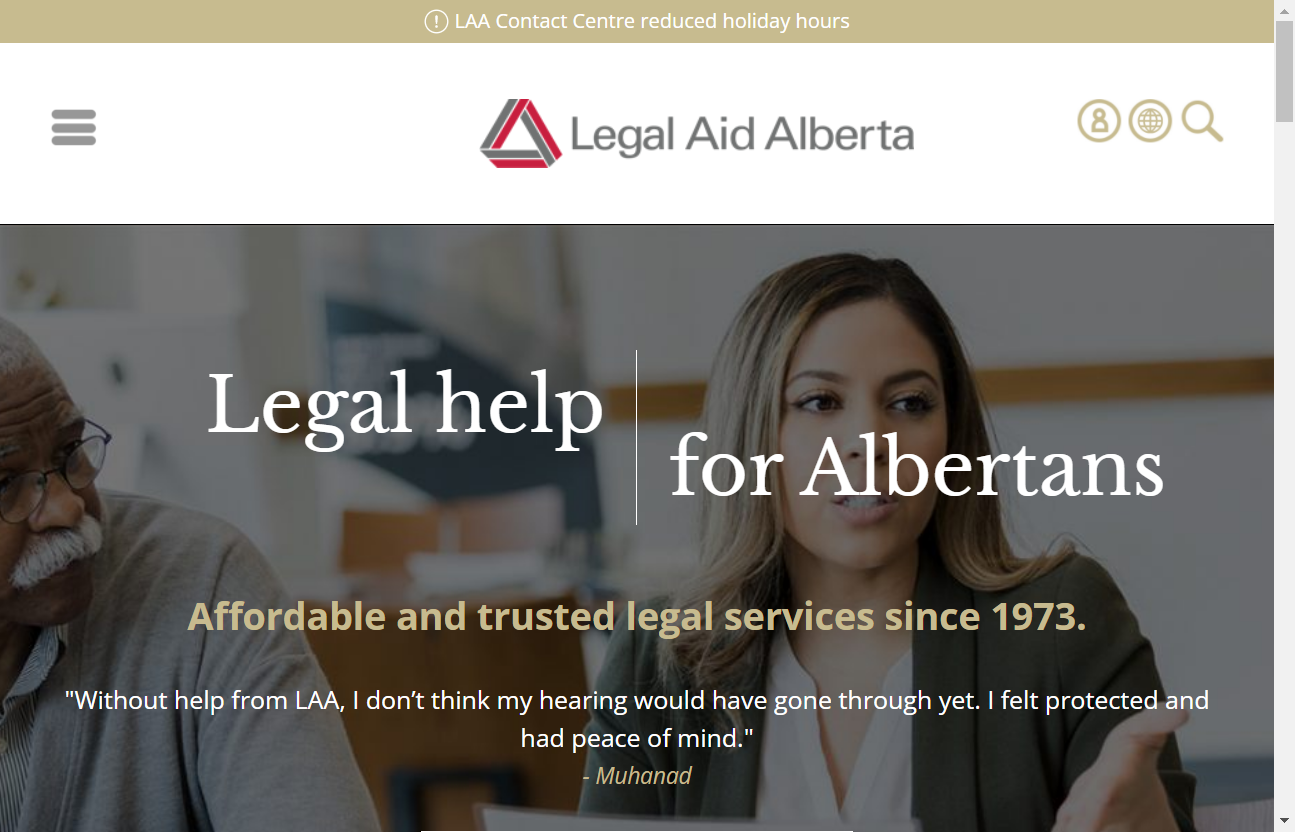 LAA Contact Centre reduced holiday hours
Legal Aid Alberta
Legal help
for Albertans
Affordable and trusted legal services since 1973.
"Without help from LAA, I don’t think my hearing would have gone through yet. I felt protected and
had peace of mind."
- Muhanad